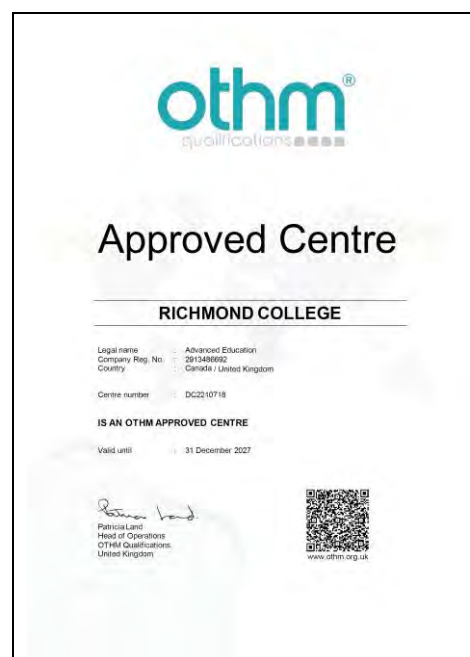 othm®
qualifications
Approved Centre
RICHMOND COLLEGE
Legal name : Advanced Education
Company Reg. No. : 2913486692
Country : Canada / United Kingdom
Centre number : DC2210718
IS AN OTHM APPROVED CENTRE
Valid until : 31 December 2027
Patricia Land
Head of Operations
OTHM Qualifications
United Kingdom
www.othm.org.uk